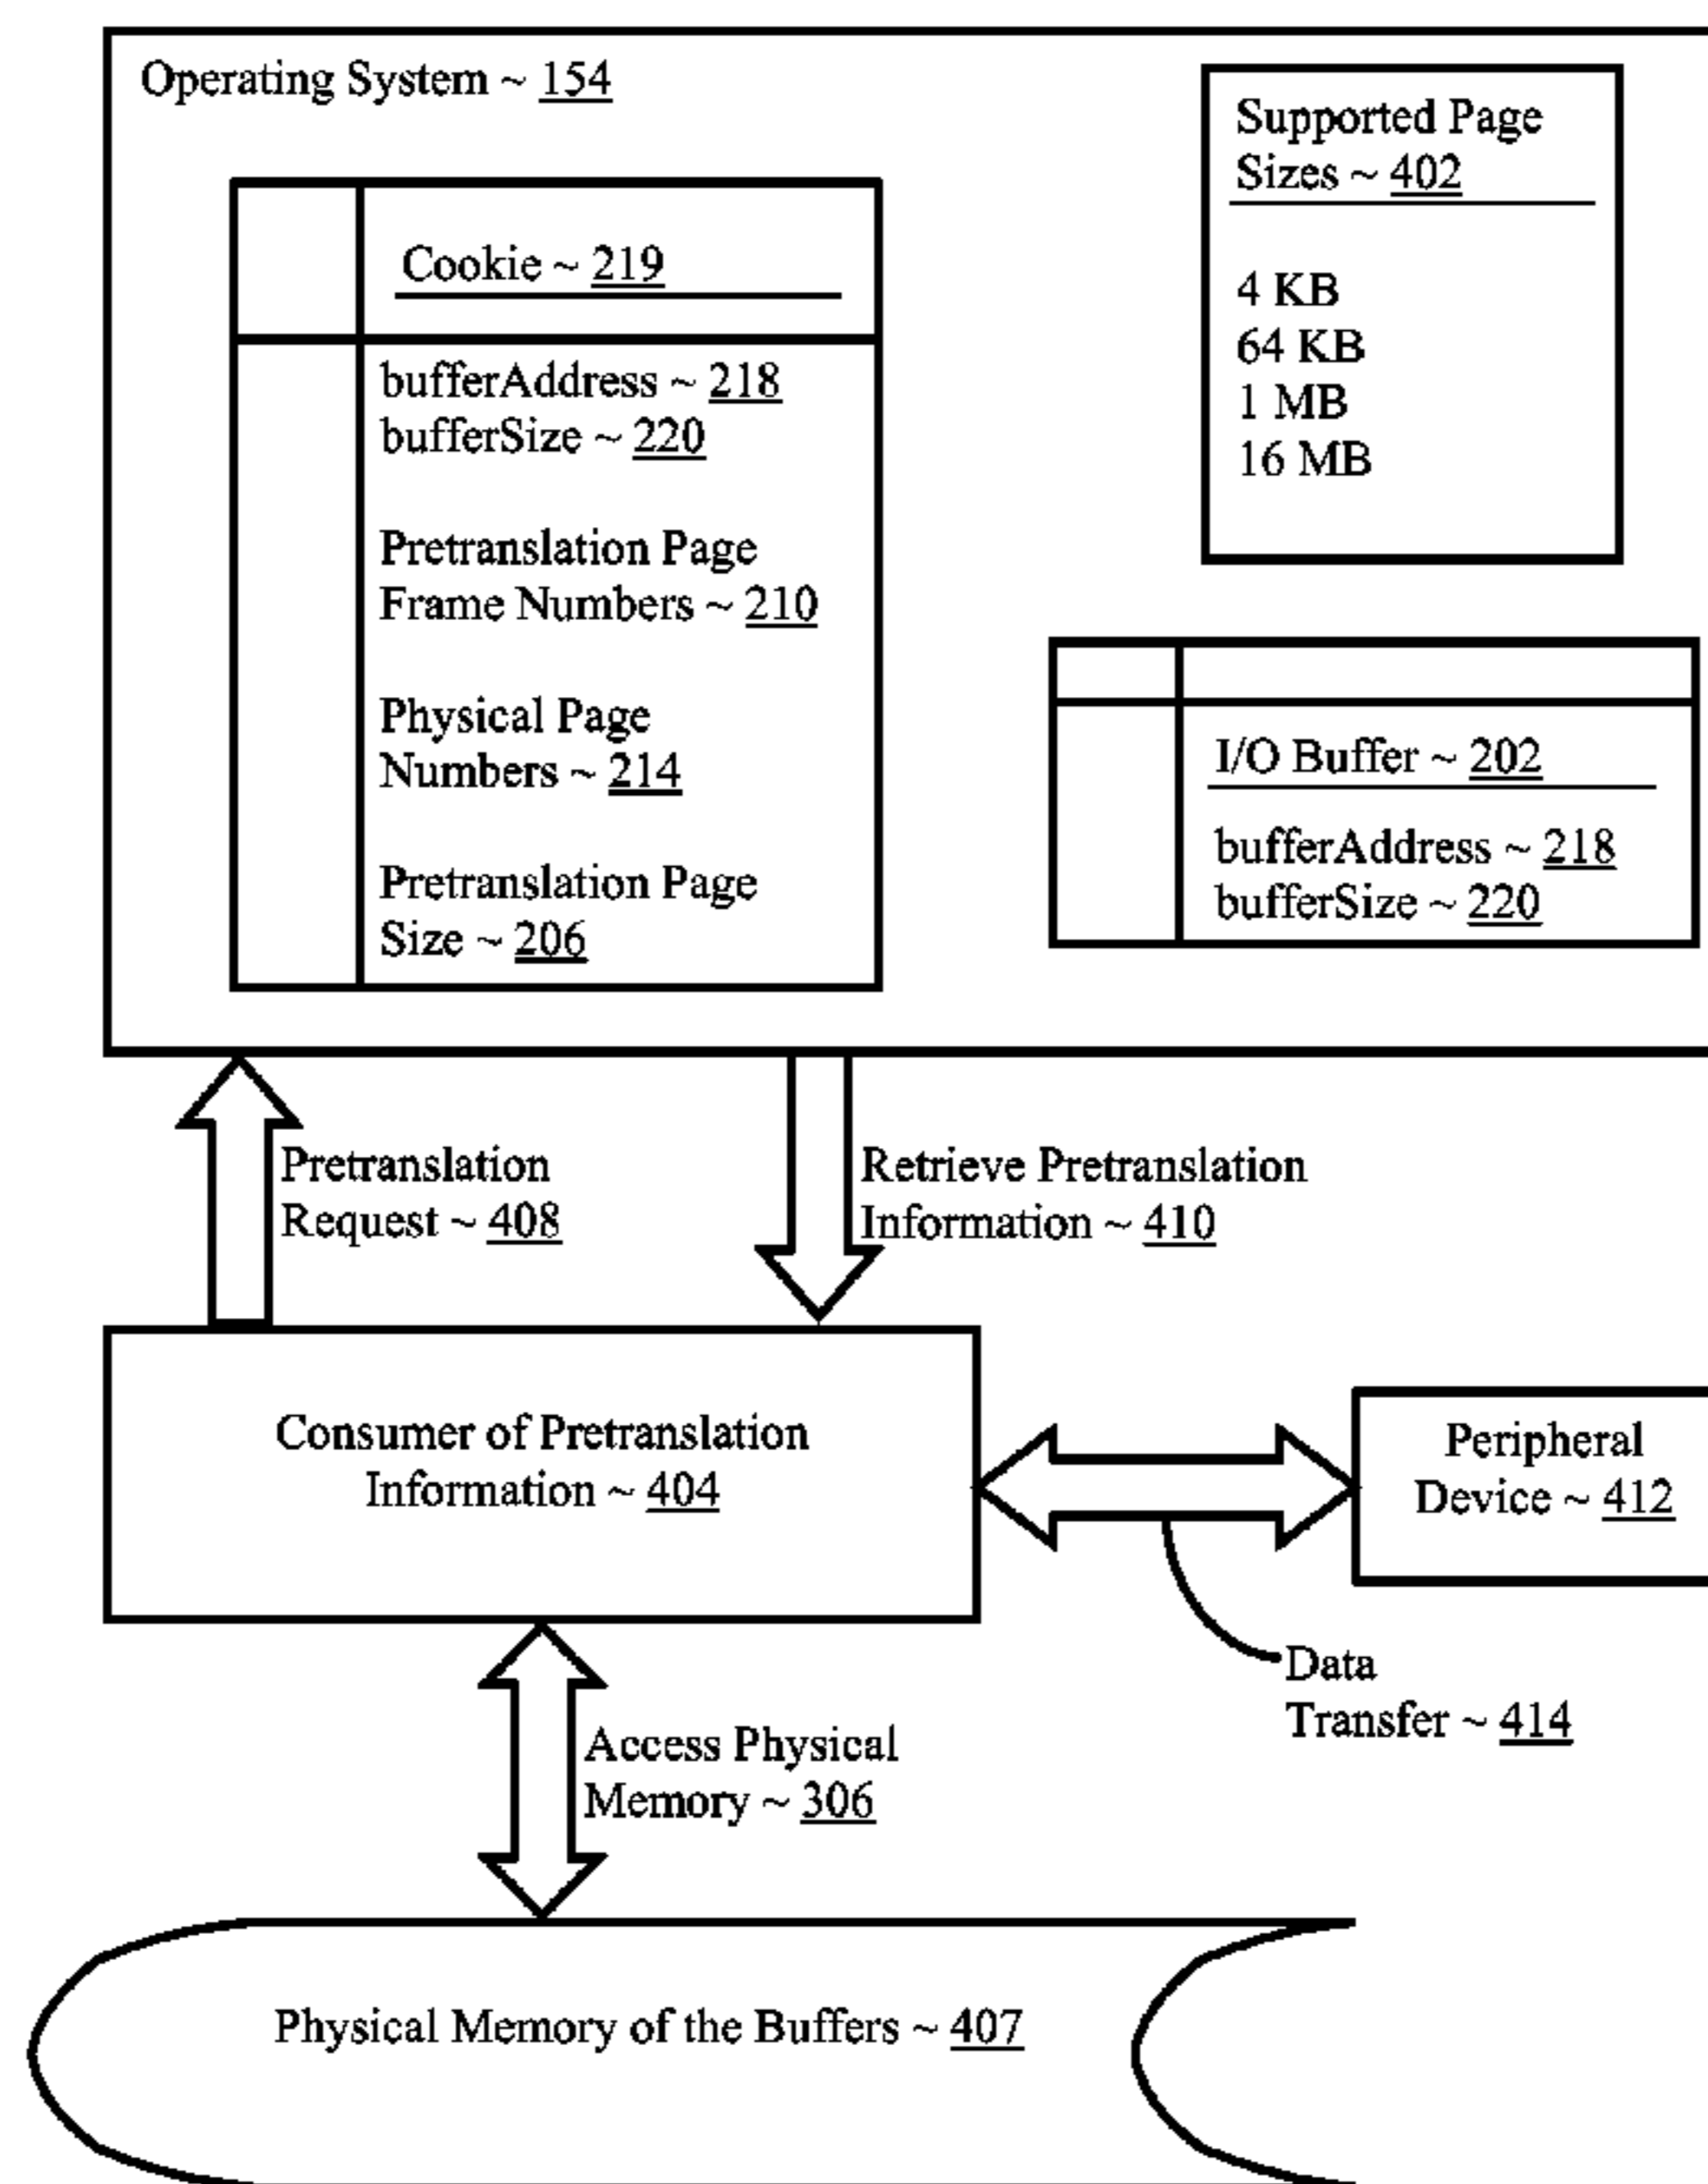 Operating System ~ 154
Supported Page
Sizes ~ 402
4 KB
64 KB
1 MB
16 MB
Cookie ~ 219
bufferAddress ~ 218
bufferSize ~ 220
Pretranslation Page
Frame Numbers ~ 210
Physical Page
Numbers ~ 214
Pretranslation Page
Size ~ 206
I/O Buffer ~ 202
bufferAddress ~ 218
bufferSize ~ 220
Pretranslation
Request ~ 408
Retrieve Pretranslation
Information ~ 410
Consumer of Pretranslation
Information ~ 404
Peripheral
Device ~ 412
Data
Transfer ~ 414
Access Physical
Memory ~ 306
Physical Memory of the Buffers ~ 407